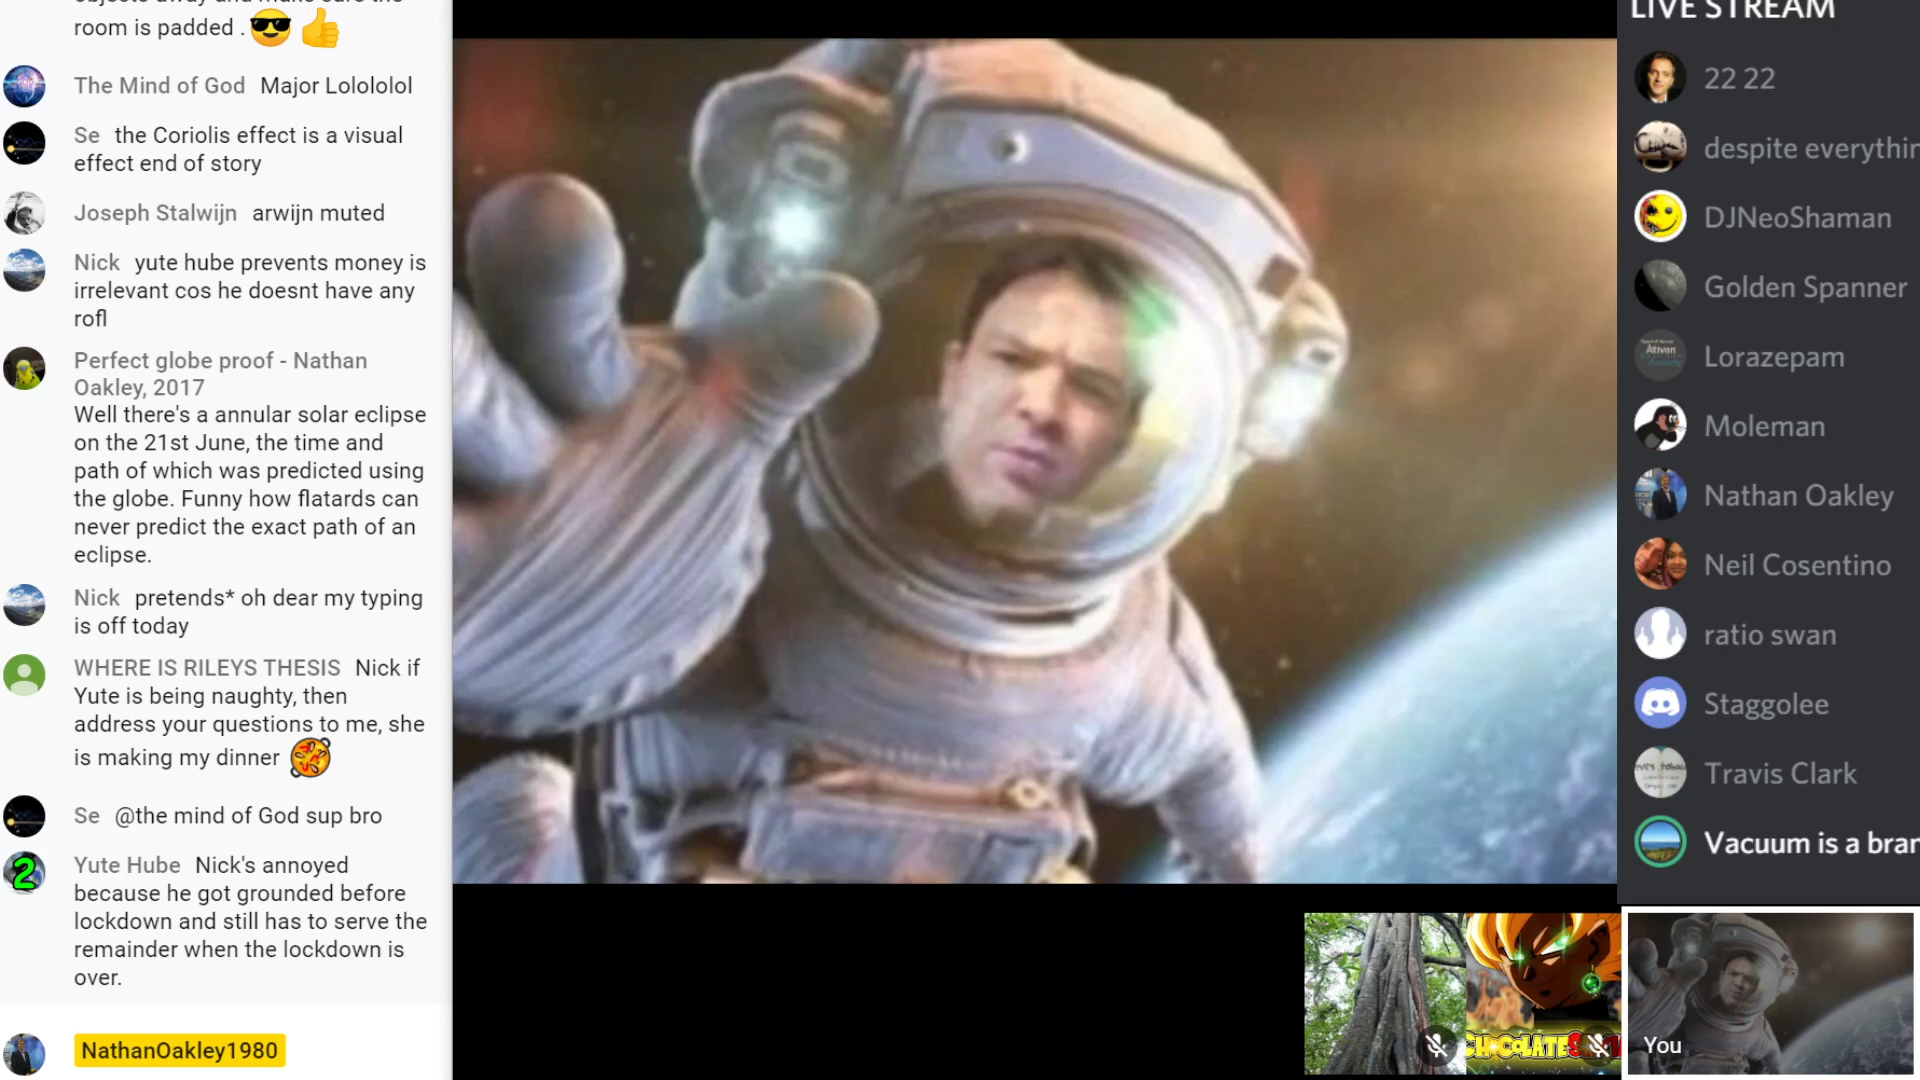 room is padded .
The Mind of God Major Lolololol
Se the Coriolis effect is a visual
effect end of story
Joseph Stalwijn arwijn muted
Nick yute hube prevents money is
irrelevant cos he doesnt have any
rofl
Perfect globe proof - Nathan
Oakley, 2017
Well there's a annular solar eclipse
on the 21st June, the time and
path of which was predicted using
the globe. Funny how flatards can
never predict the exact path of an
eclipse.
Nick pretends* oh dear my typing
is off today
WHERE IS RILEYS THESIS Nick if
Yute is being naughty, then
address your questions to me, she
is making my dinner
Se @the mind of God sup bro
Yute Hube Nick's annoyed
because he got grounded before
lockdown and still has to serve the
remainder when the lockdown is
over.
NathanOakley1980
LIVE STREAM
22 22
despite everythin
DJNeoShaman
Golden Spanner
Lorazepam
Moleman
Nathan Oakley
Neil Cosentino
ratio swan
Staggolee
Travis Clark
Vacuum is a bran
CHOCOLATE
You